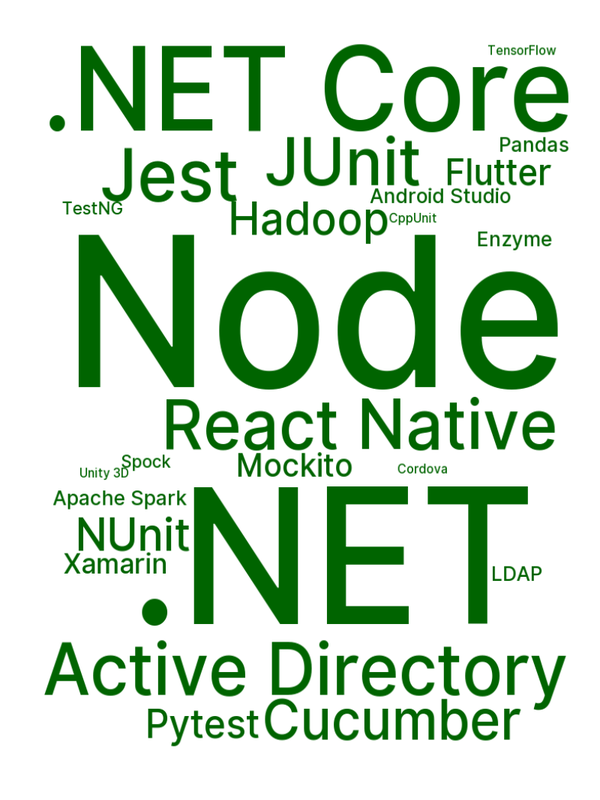 TensorFlow
.NET Core
Pandas
Jest JUnit Flutter
Android Studio
TestNG Hadoop CppUnit
Enzyme
Node
React Native
Spock Mockito Cordova
Unity 3D
Apache Spark
NUnit .NET
Xamarin
LDAP
Active Directory
Pytest Cucumber